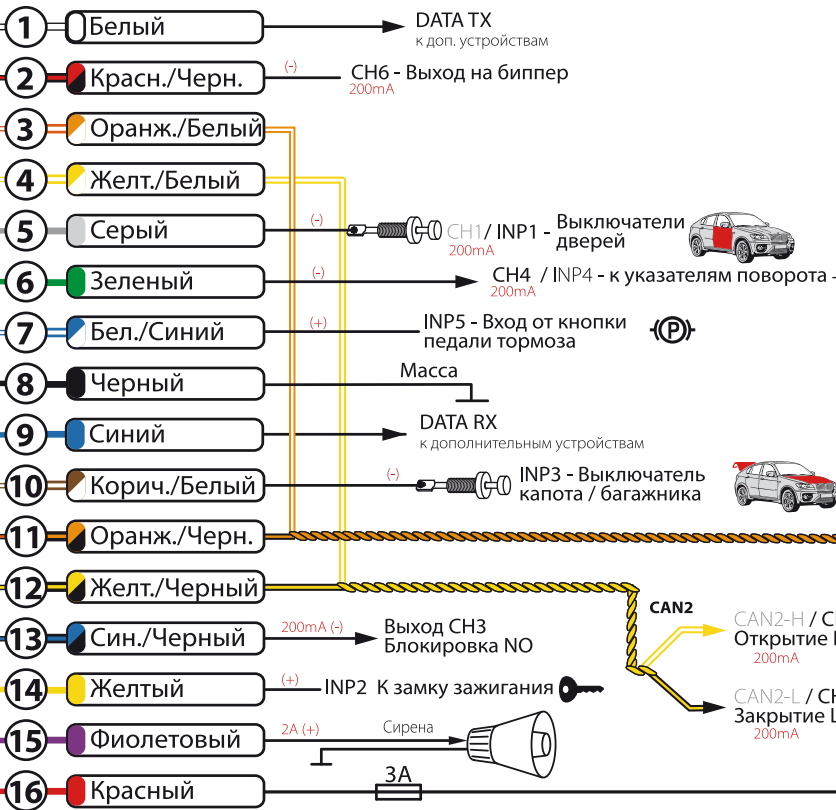 1 Белый DATA TX
к доп. устройствам
2 Красн./Черн. (-) CH6 - Выход на биппер
200mA
3 Оранж./Белый
4 Желт./Белый
5 Серый (-) CH1/ INP1 - Выключатели
дверей
200mA
6 Зеленый (-) CH4 / INP4 - к указателям поворота -
200mA
7 Бел./Синий (+) INP5 - Вход от кнопки
педали тормоза (P)
8 Черный Масса
9 Синий DATA RX
к дополнительным устройствам
10 Корич./Белый (-) INP3 - Выключатель
капота / багажника
11 Оранж./Черн.
12 Желт./Черный
CAN2
CAN2-H / C
Открытие
200mA
13 Син./Черный 200mA (-) Выход CH3
Блокировка NO
14 Желтый (+) INP2 К замку зажигания
CAN2-L / CH
Закрытие
200mA
15 Фиолетовый 2A (+) Сирена
16 Красный 3A